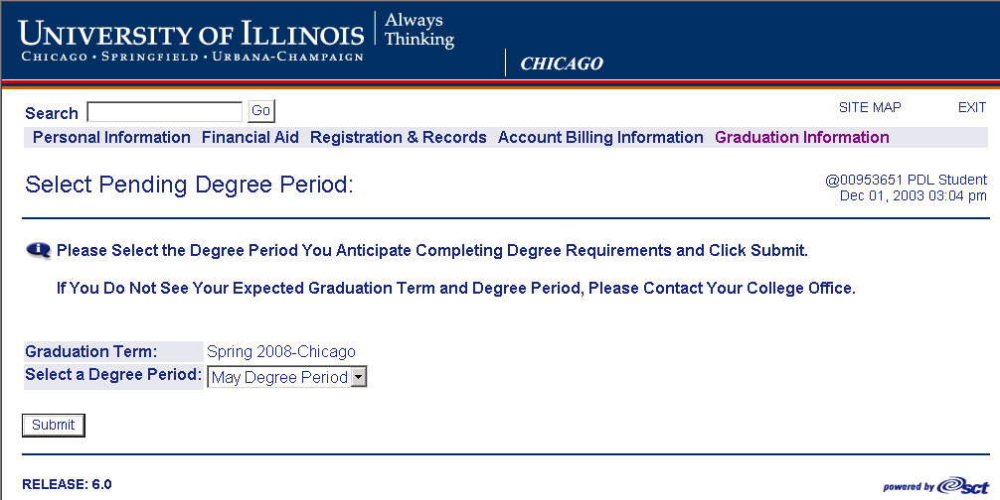 UNIVERSITY OF ILLINOIS
CHICAGO • SPRINGFIELD • URBANA-CHAMPAIGN
Always
Thinking
CHICAGO
Search Go
SITE MAP EXIT
Personal Information Financial Aid Registration & Records Account Billing Information Graduation Information
Select Pending Degree Period:
@00953651 PDL Student
Dec 01, 2003 03:04 pm
Please Select the Degree Period You Anticipate Completing Degree Requirements and Click Submit.
If You Do Not See Your Expected Graduation Term and Degree Period, Please Contact Your College Office.
Graduation Term: Spring 2008-Chicago
Select a Degree Period: May Degree Period
Submit
RELEASE: 6.0
powered by sct